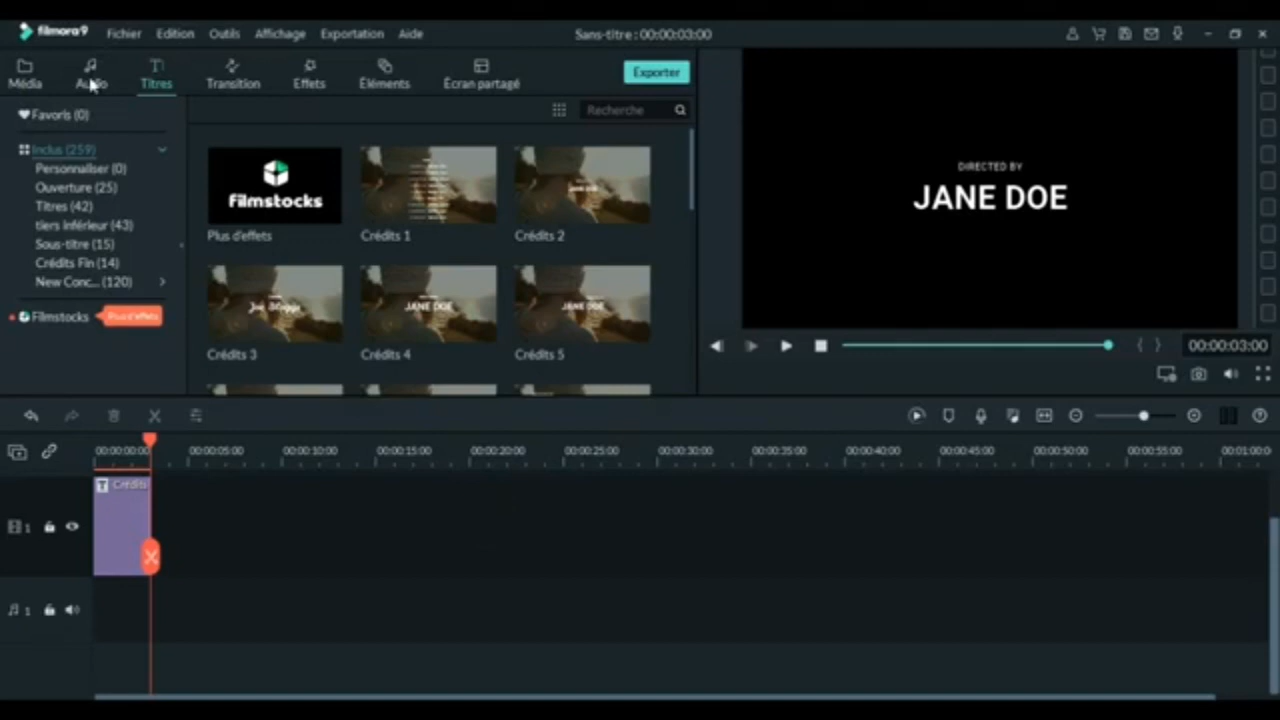 filmora9 Fichier Edition Outils Affichage Exportation Aide Sans-titre : 00:00:03:00
Média Audio Titres Transition Effets Éléments Écran partagé Exporter
Favoris (0)
Recherche
Inclus (259)
Personnaliser (0)
Ouverture (25)
Titres (42)
tiers inférieur (43)
Sous-titre (15)
Crédits Fin (14)
New Conc... (120)
Filmstocks Plus d'effets
filmstocks
Plus d'effets Crédits 1 Crédits 2
JANE DOE JANE DOE
Crédits 3 Crédits 4 Crédits 5
DIRECTED BY
JANE DOE
{ } 00:00:03:00
00:00:00:00 00:00:05:00 00:00:10:00 00:00:15:00 00:00:20:00 00:00:25:00 00:00:30:00 00:00:35:00 00:00:40:00 00:00:45:00 00:00:50:00 00:00:55:00 00:01:00:0
T Crédits
1
1